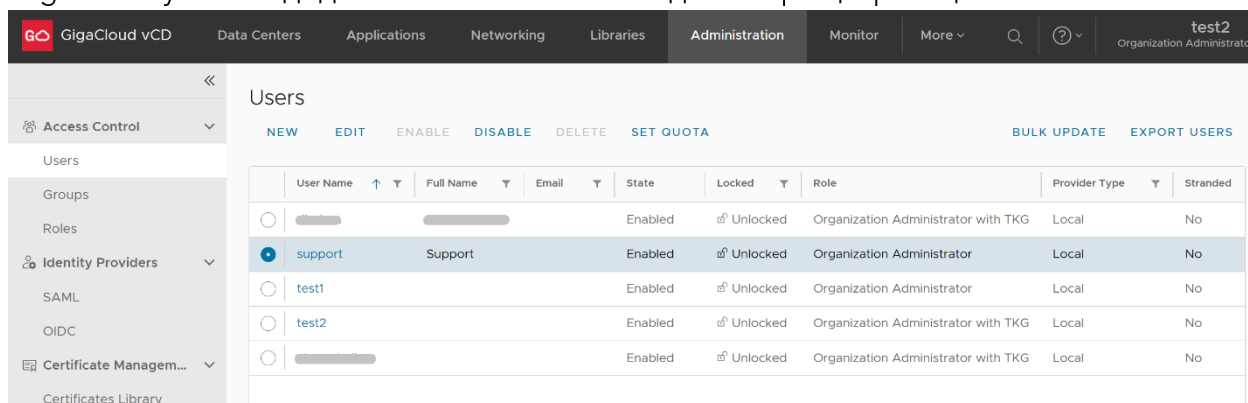 GO GigaCloud vCD Data Centers Applications Networking Libraries Administration Monitor More test2
Organization Administrato
Users
Access Control
NEW EDIT ENABLE DISABLE DELETE SET QUOTA BULK UPDATE EXPORT USERS
Users
User Name Full Name Email State Locked Role Provider Type Stranded
Groups
Enabled Unlocked Organization Administrator with TKG Local No
Roles
support Support Enabled Unlocked Organization Administrator Local No
Identity Providers
test1 Enabled Unlocked Organization Administrator Local No
SAML
test2 Enabled Unlocked Organization Administrator with TKG Local No
OIDC
Enabled Unlocked Organization Administrator with TKG Local No
Certificate Managem...
Certificates Library